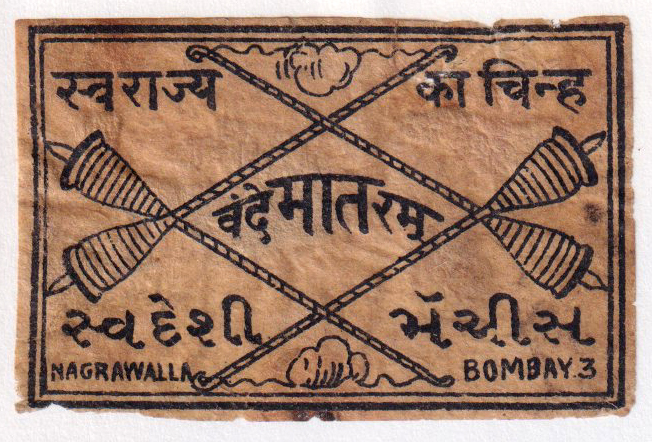 स्वराज्य का चिन्ह
वंदेमातरम्
સ્વદેશી મૅચીસ
NAGRAWALLA BOMBAY.3